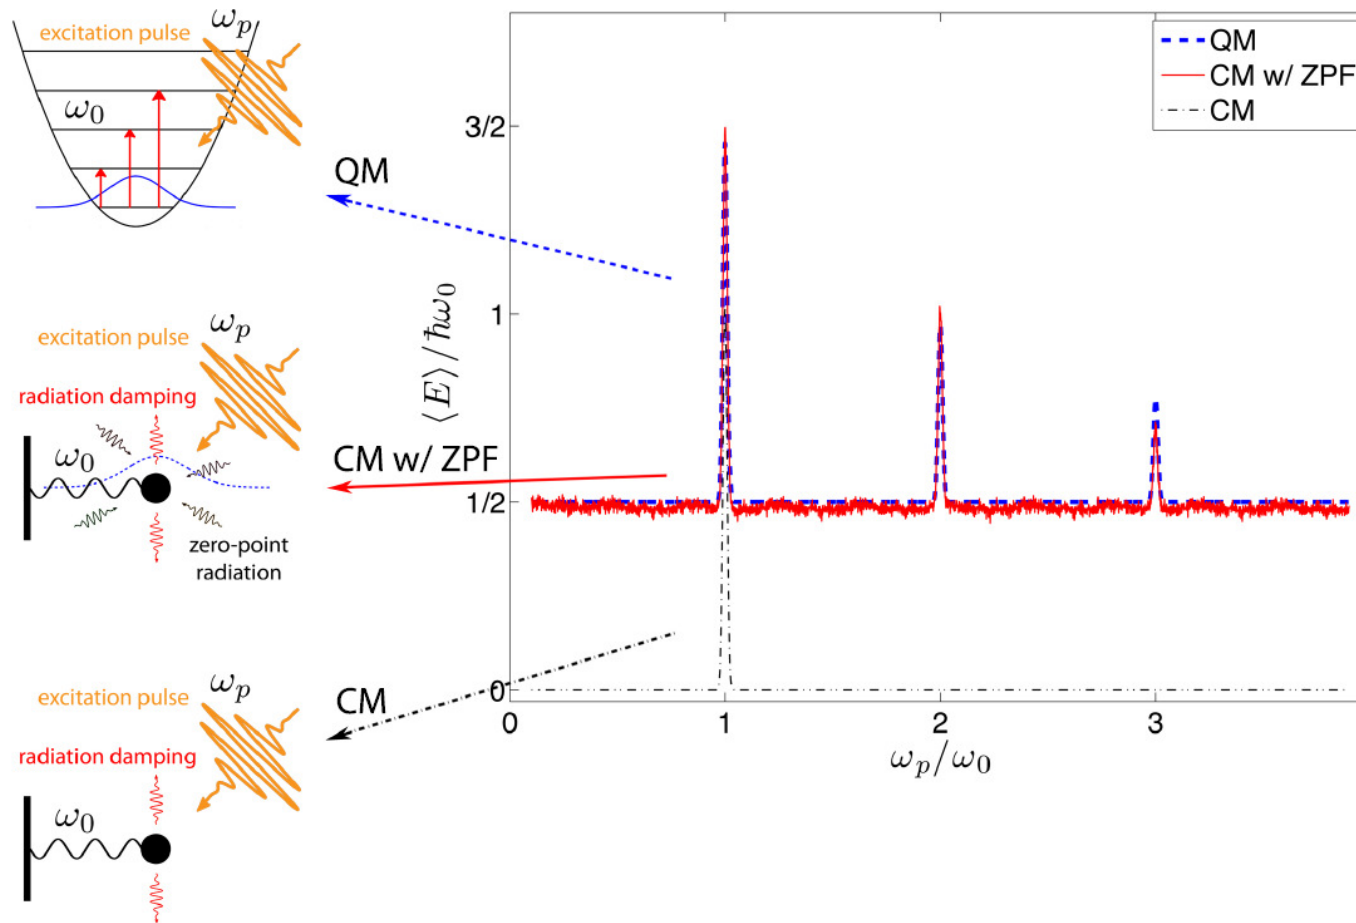 excitation pulse
ωp
ω0
QM
excitation pulse
ωp
radiation damping
ω0
CM w/ ZPF
zero-point
radiation
excitation pulse
ωp
radiation damping
ω0
CM
QM
CM w/ ZPF
CM
3/2
1
1/2
0
⟨E⟩/ℏω0
0
1
2
3
ωp/ω0